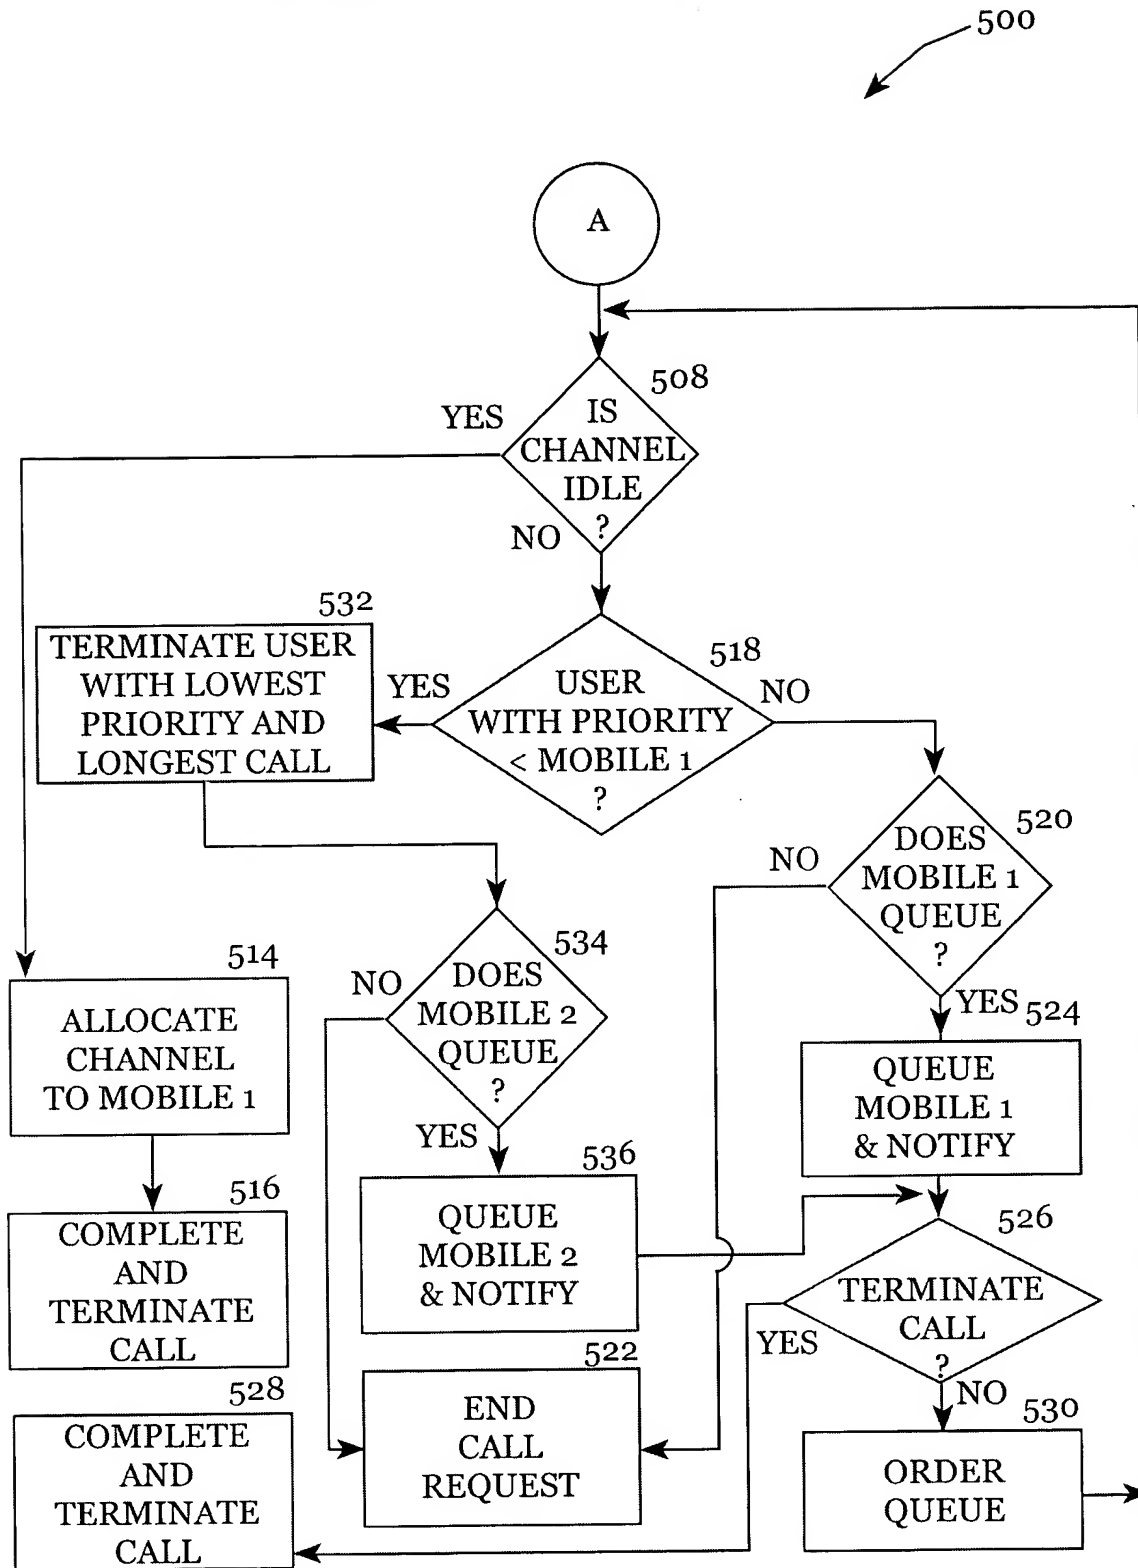 500
A
508
YES
IS
CHANNEL
IDLE
?
NO
532
TERMINATE USER
WITH LOWEST
PRIORITY AND
LONGEST CALL
YES
518
USER
WITH PRIORITY
< MOBILE 1
?
NO
520
DOES
MOBILE 1
QUEUE
?
NO
YES
534
DOES
MOBILE 2
QUEUE
?
NO
YES
514
ALLOCATE
CHANNEL
TO MOBILE 1
524
QUEUE
MOBILE 1
& NOTIFY
516
COMPLETE
AND
TERMINATE
CALL
536
QUEUE
MOBILE 2
& NOTIFY
526
TERMINATE
CALL
?
YES
NO
528
COMPLETE
AND
TERMINATE
CALL
522
END
CALL
REQUEST
530
ORDER
QUEUE